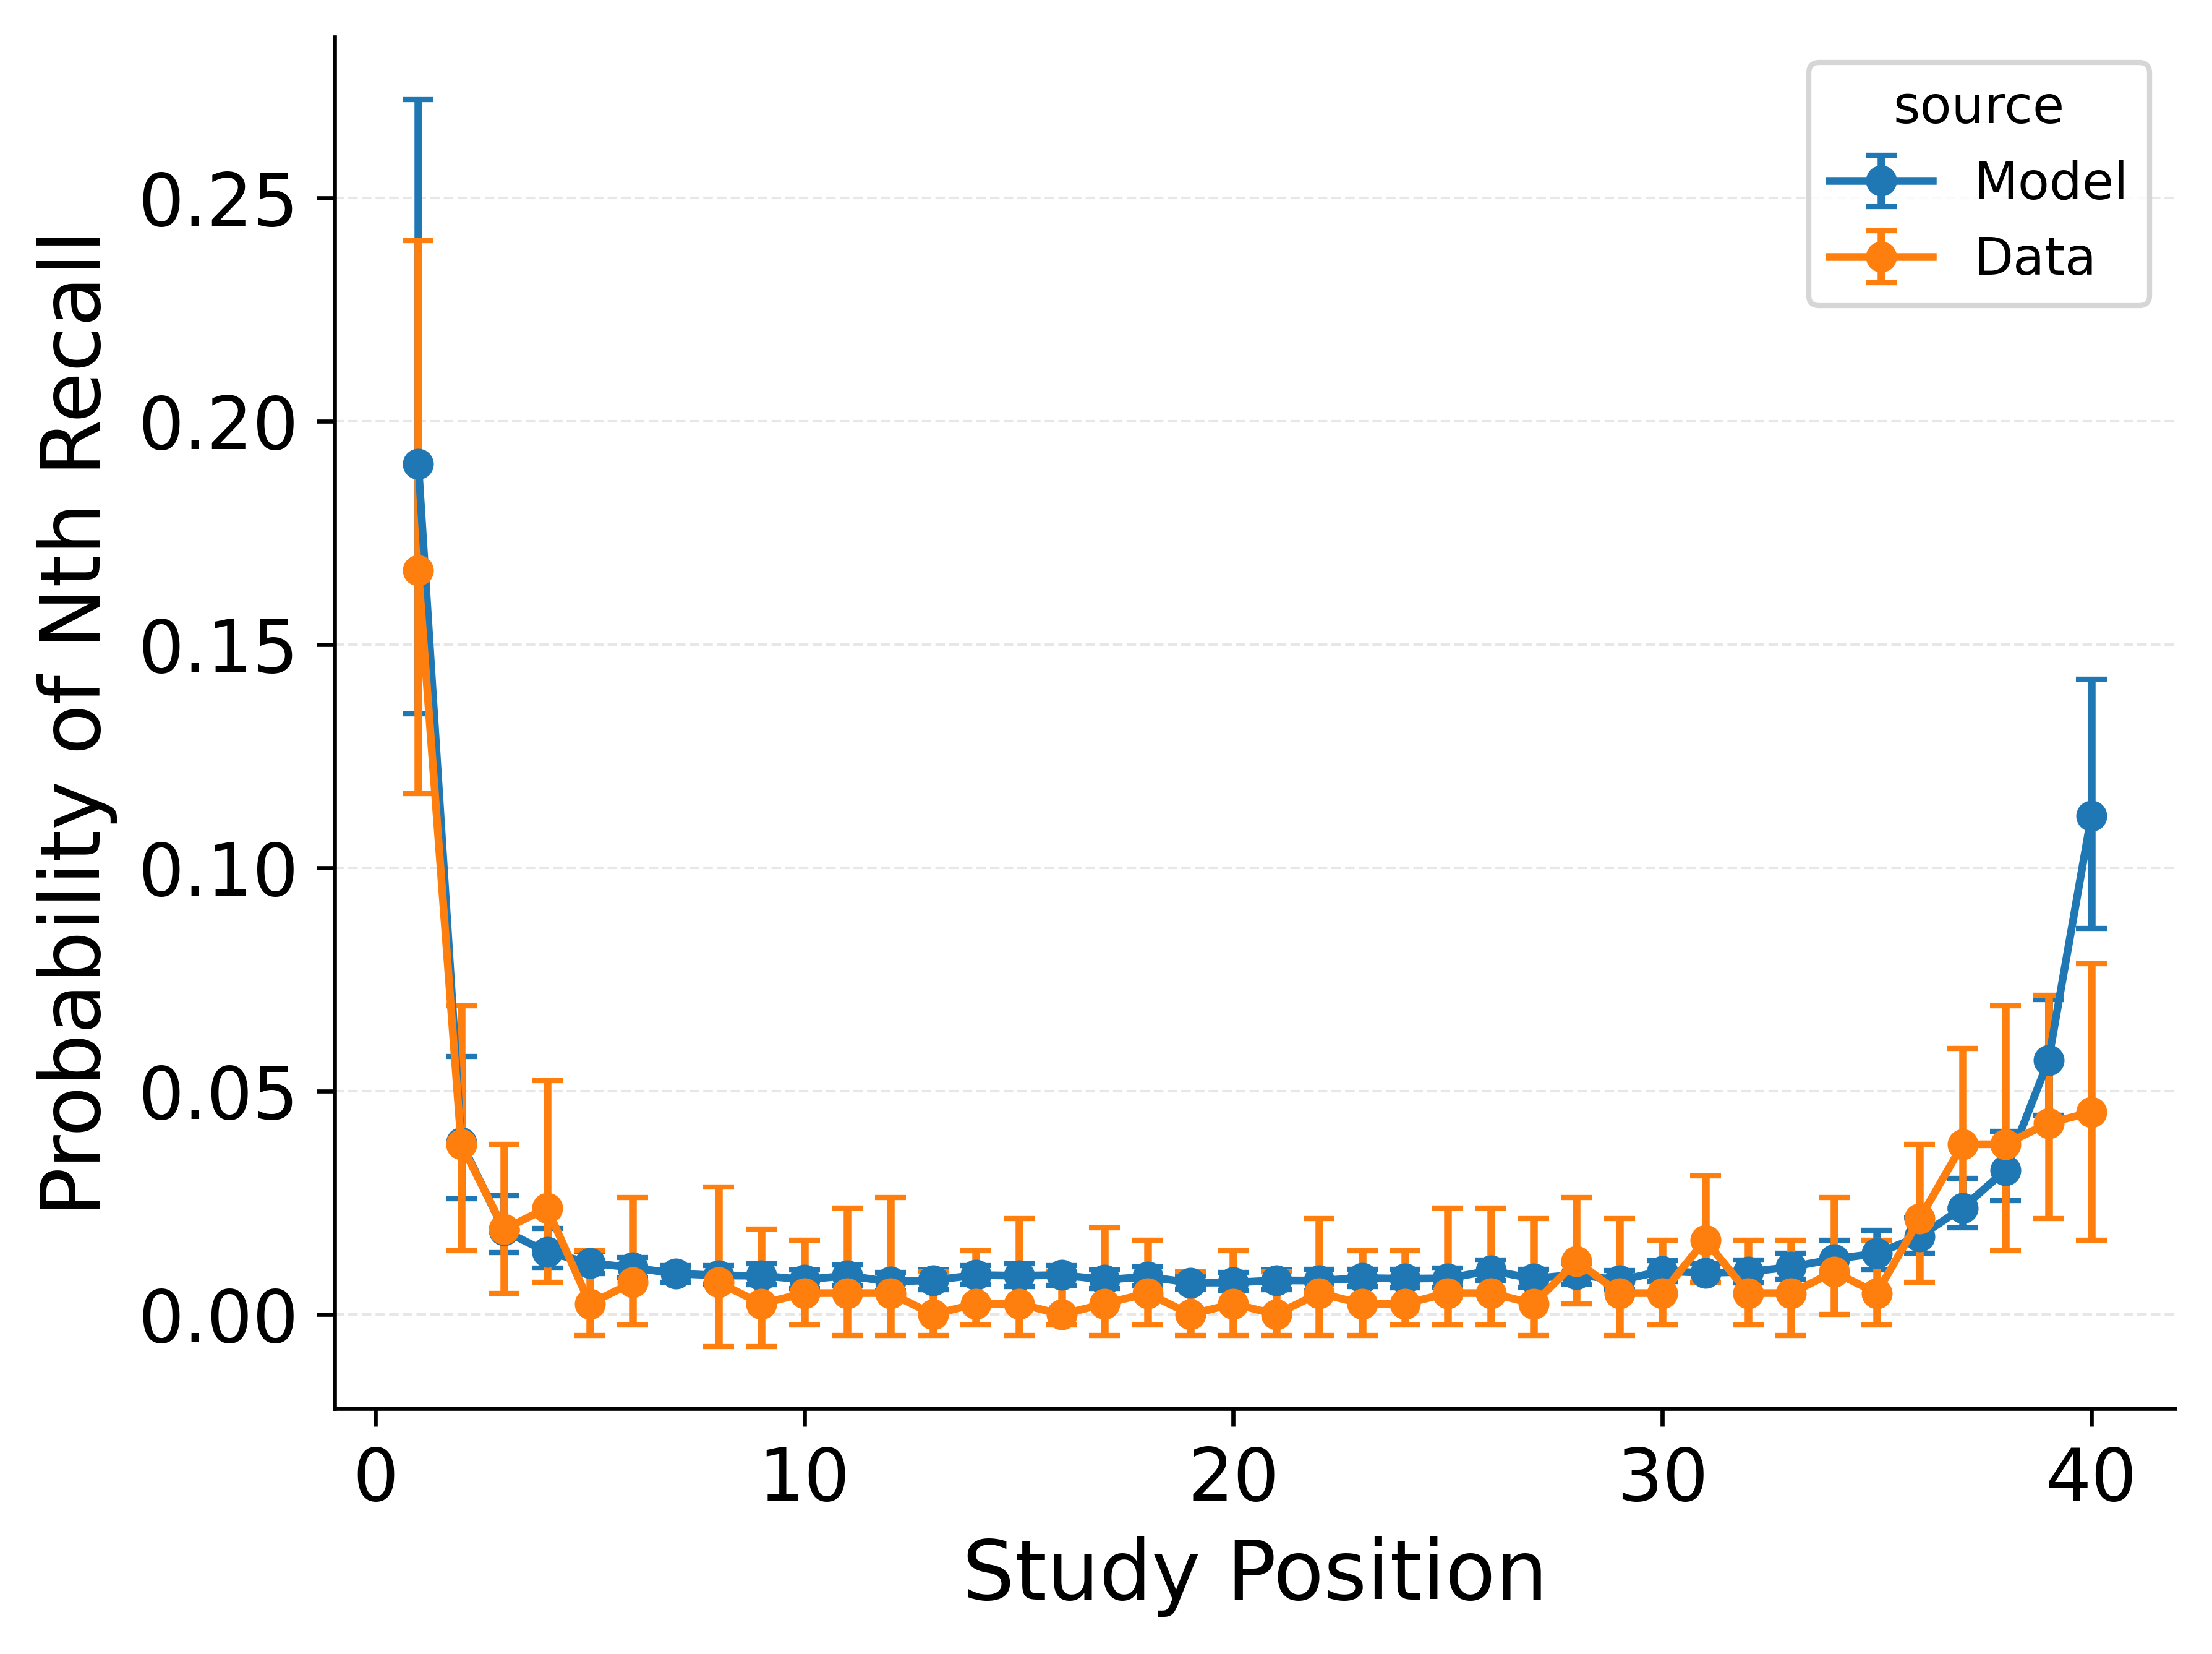 source
Model
Data
Probability of Nth Recall
0.25
0.20
0.15
0.10
0.05
0.00
0 10 20 30 40
Study Position